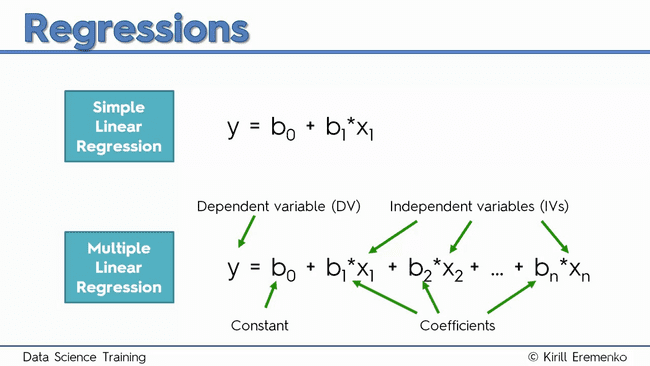 Regressions
Simple
Linear
Regression
y = b₀ + b₁*x₁
Dependent variable (DV) Independent variables (IVs)
Multiple
Linear
Regression
y = b₀ + b₁*x₁ + b₂*x₂ + ... + bₙ*xₙ
Constant Coefficients
Data Science Training © Kirill Eremenko